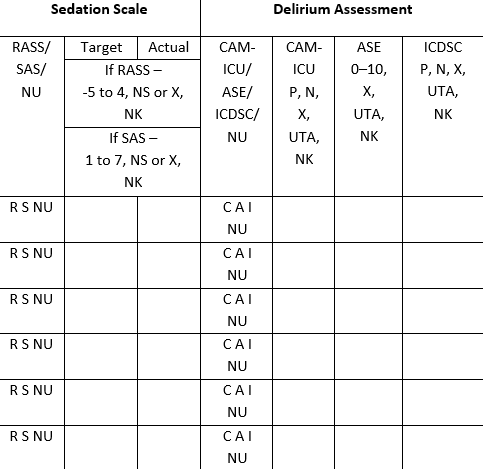 Sedation Scale
Delirium Assessment
RASS/
SAS/
NU
Target
Actual
If RASS –
-5 to 4, NS or X,
NK
If SAS –
1 to 7, NS or X,
NK
CAM-
ICU/
ASE/
ICDSC/
NU
CAM-
ICU
P, N,
X,
UTA,
NK
ASE
0–10,
X,
UTA,
NK
ICDSC
P, N, X,
UTA,
NK
R S NU
C A I
NU
R S NU
C A I
NU
R S NU
C A I
NU
R S NU
C A I
NU
R S NU
C A I
NU
R S NU
C A I
NU